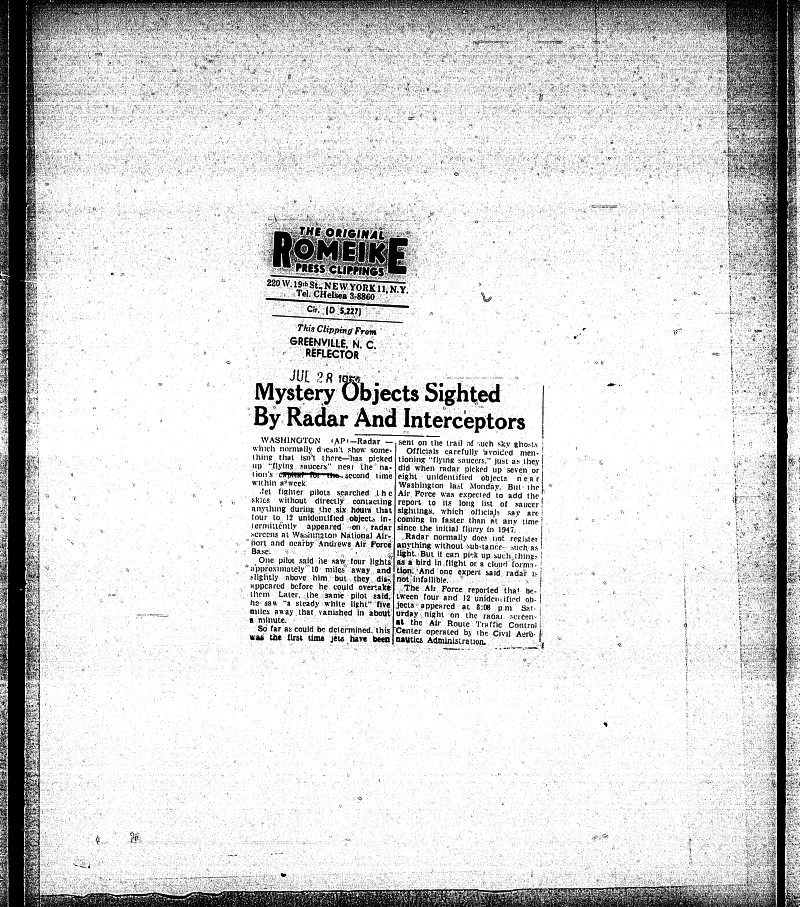 THE ORIGINAL
ROMEIKE
PRESS CLIPPINGS
220 W. 19th St., NEW YORK 11, N.Y.
Tel. CHelsea 3-8860
Cir. (D 5,227)
This Clipping From
GREENVILLE, N. C.
REFLECTOR
JUL 28 1952
Mystery Objects Sighted
By Radar And Interceptors
WASHINGTON (AP)—Radar —
which normally doesn't show some-
thing that isn't there—has picked
up "flying saucers" near the na-
tion's capital for the second time
within a week.
Jet fighter pilots searched the
skies without directly contacting
anything during the six hours that
four to 12 unidentified objects in-
termittently appeared on radar
screens at Washington National Air-
port and nearby Andrews Air Force
Base.
One pilot said he saw four lights
approximately 10 miles away and
slightly above him but they dis-
appeared before he could overtake
them Later, the same pilot said,
he saw "a steady white light" five
miles away that vanished in about
a minute.
So far as could be determined, this
was the first time jets have been
sent on the trail of such sky ghosts
Officials carefully avoided men-
tioning "flying saucers," just as they
did when radar picked up seven or
eight unidentified objects near
Washington last Monday. But the
Air Force was expected to add the
report to its long list of saucer
sightings, which officials say are
coming in faster than at any time
since the initial flurry in 1947.
Radar normally does not register
anything without substance such as
light. But it can pick up such things
as a bird in flight or a cloud forma-
tion. And one expert said radar is
not infallible.
The Air Force reported that be-
tween four and 12 unidentified ob-
jects appeared at 8:08 p.m Sat-
urday night on the radar screen
at the Air Route Traffic Control
Center operated by the Civil Aero-
nautics Administration.